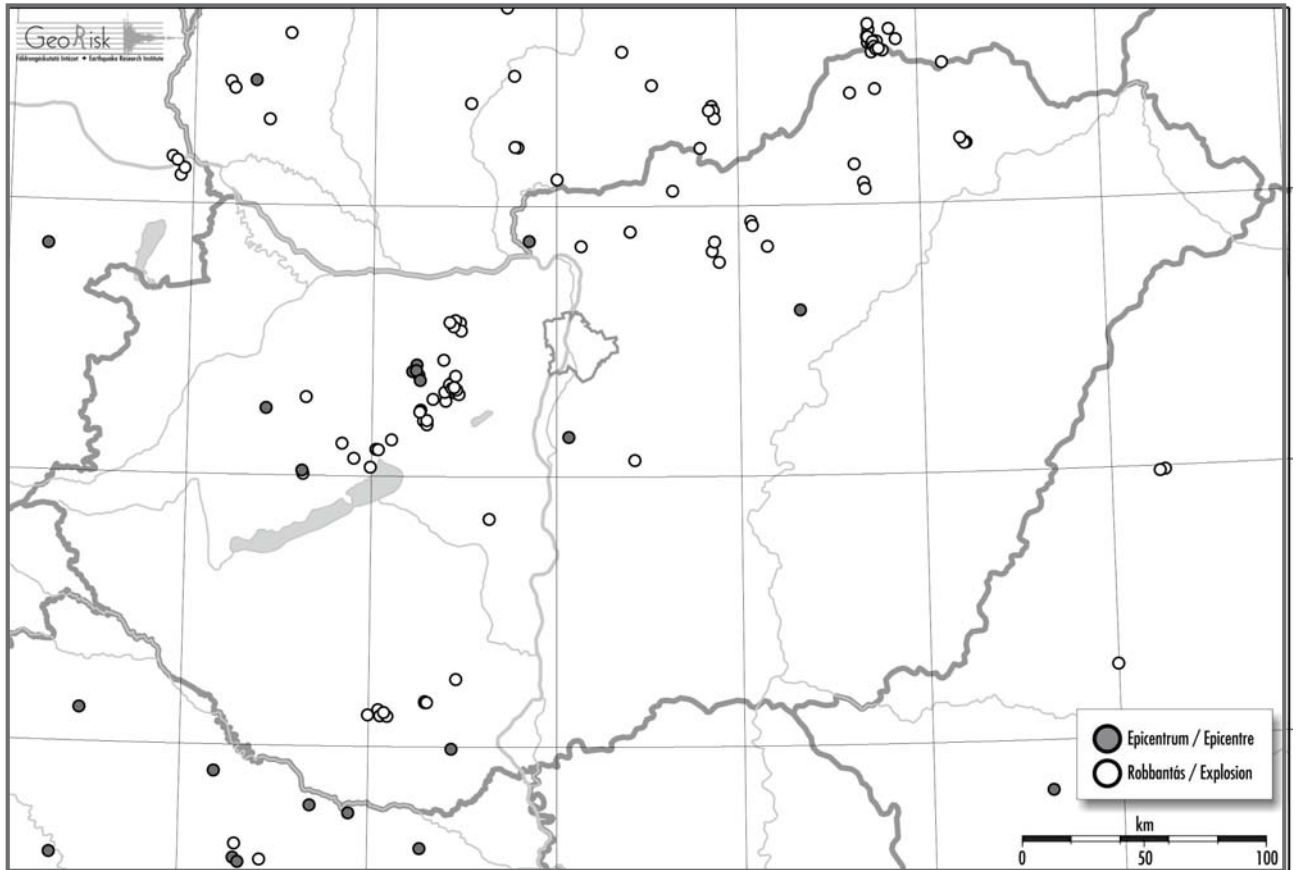 GeoRisk
Földrengéskutató Intézet ✦ Earthquake Research Institute
Epicentrum / Epicentre
Robbantás / Explosion
km
0 50 100